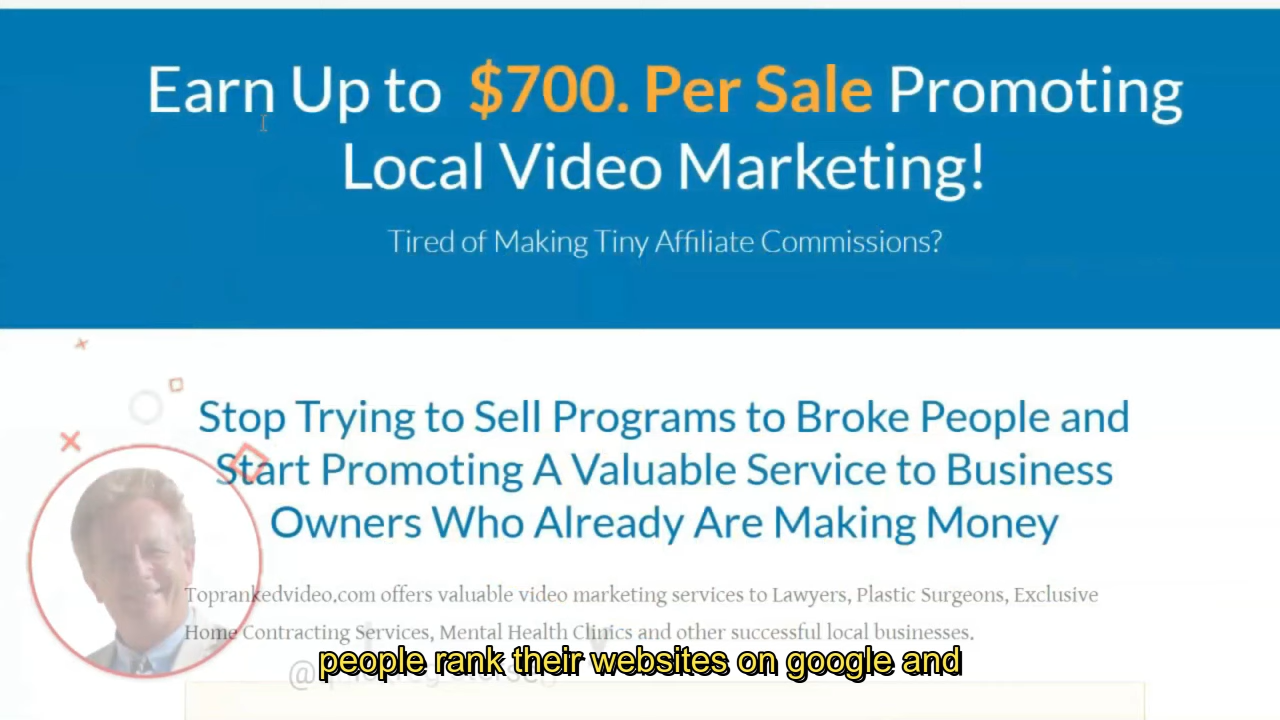 Earn Up to $700. Per Sale Promoting
Local Video Marketing!
Tired of Making Tiny Affiliate Commissions?
Stop Trying to Sell Programs to Broke People and
Start Promoting A Valuable Service to Business
Owners Who Already Are Making Money
Toprankedvideo.com offers valuable video marketing services to Lawyers, Plastic Surgeons, Exclusive
Home Contracting Services, Mental Health Clinics and other successful local businesses.
people rank their websites on google and